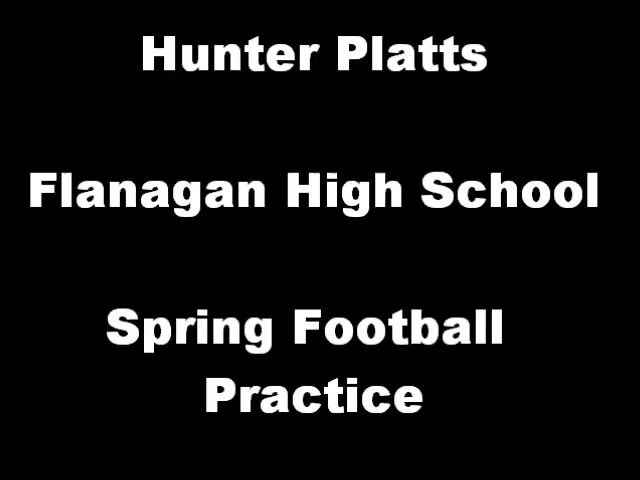 Hunter Platts
Flanagan High School
Spring Football
Practice